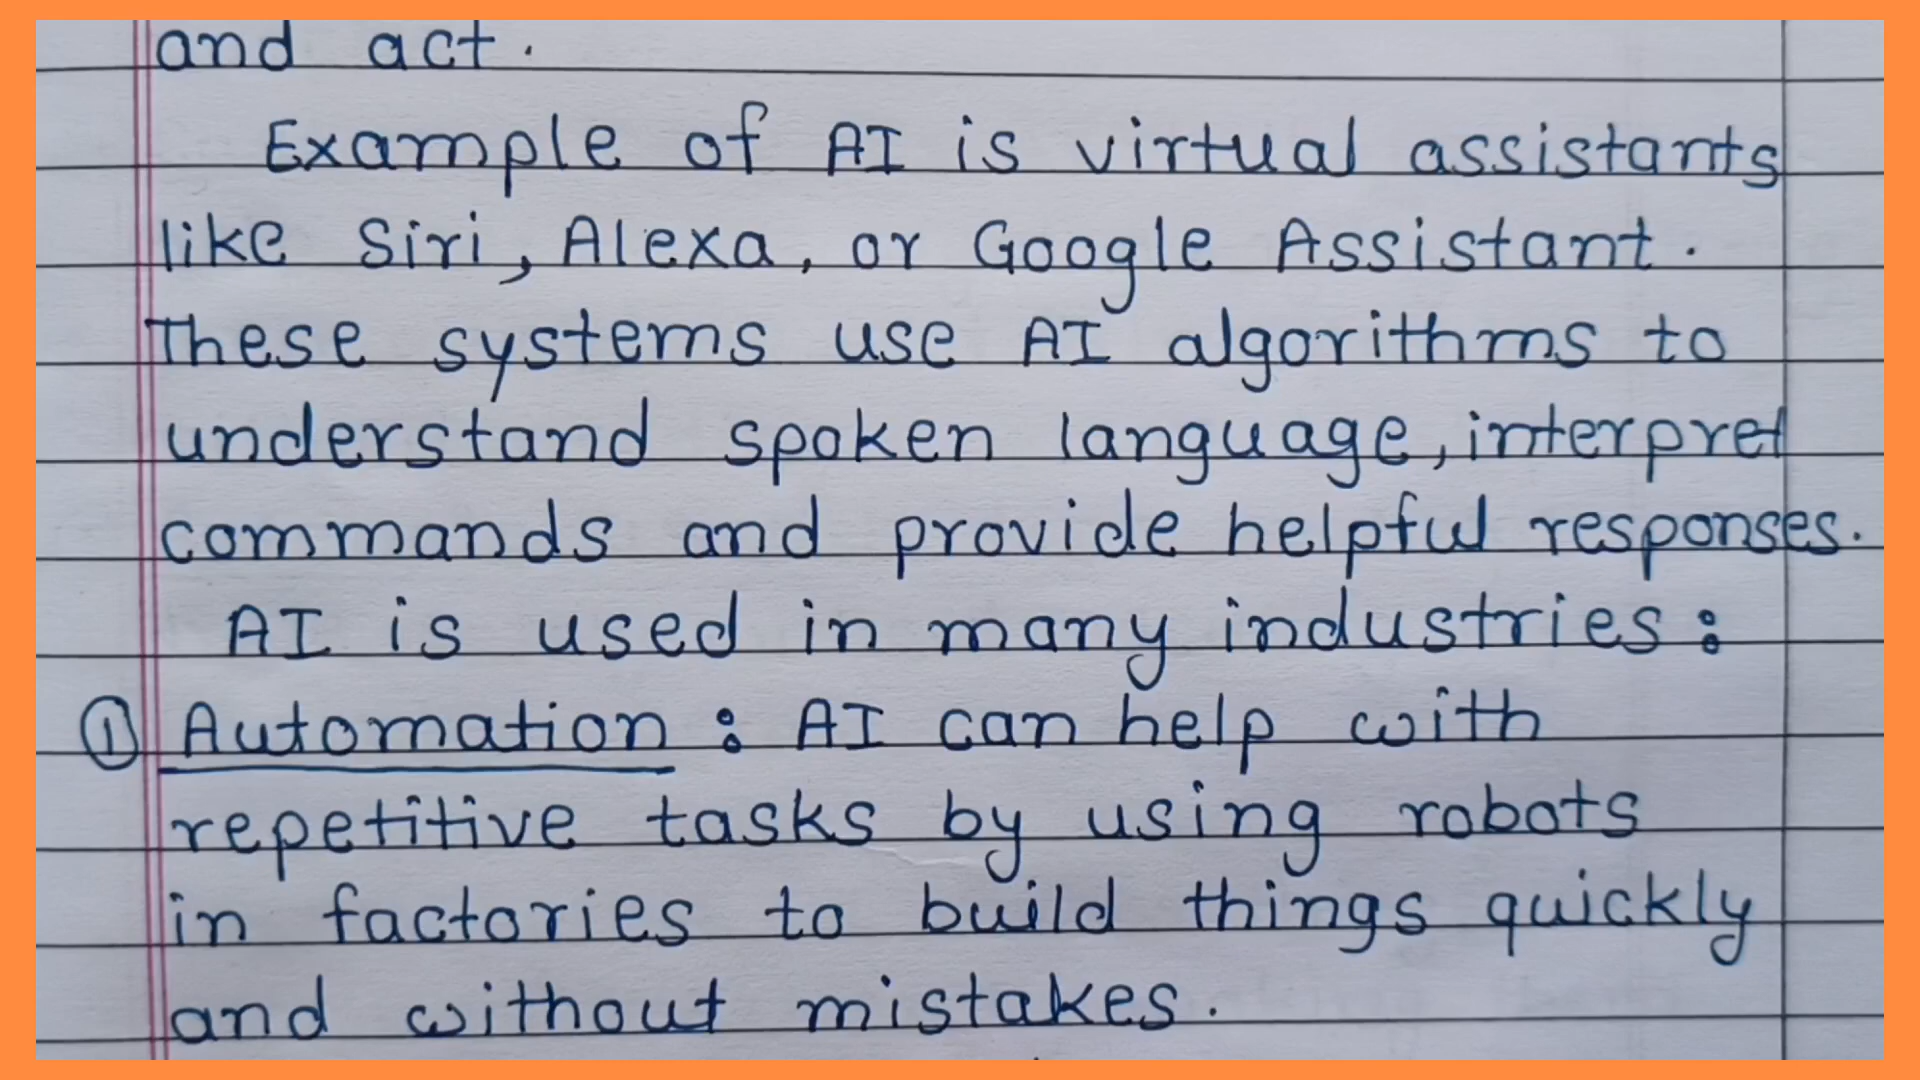 and act.
Example of AI is virtual assistants
like Siri, Alexa, or Google Assistant.
These systems use AI algorithms to
understand spoken language, interpret
commands and provide helpful responses.
AI is used in many industries:
① Automation: AI can help with
repetitive tasks by using robots
in factories to build things quickly
and without mistakes.